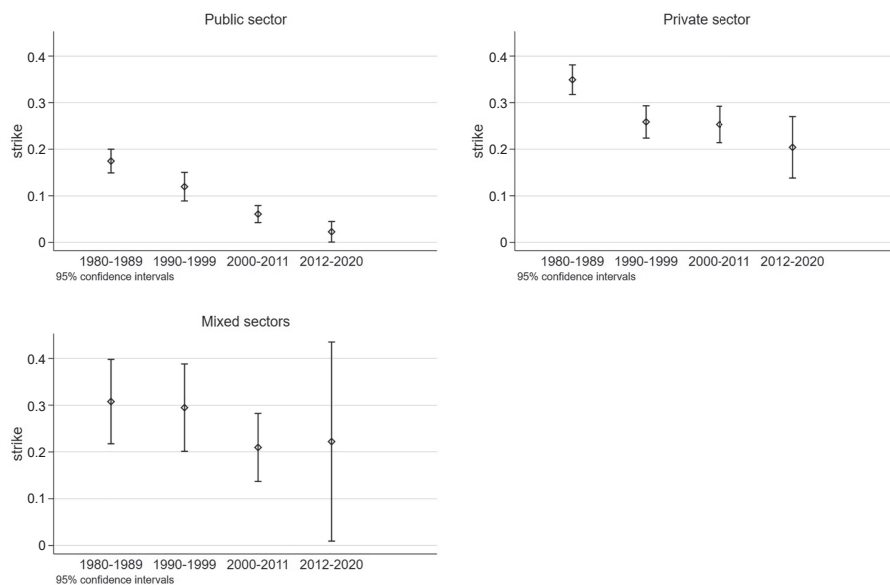 Public sector
0.4
0.3
0.2
0.1
0
strike
1980-1989 1990-1999 2000-2011 2012-2020
95% confidence intervals
Private sector
0.4
0.3
0.2
0.1
0
strike
1980-1989 1990-1999 2000-2011 2012-2020
95% confidence intervals
Mixed sectors
0.4
0.3
0.2
0.1
0
strike
1980-1989 1990-1999 2000-2011 2012-2020
95% confidence intervals